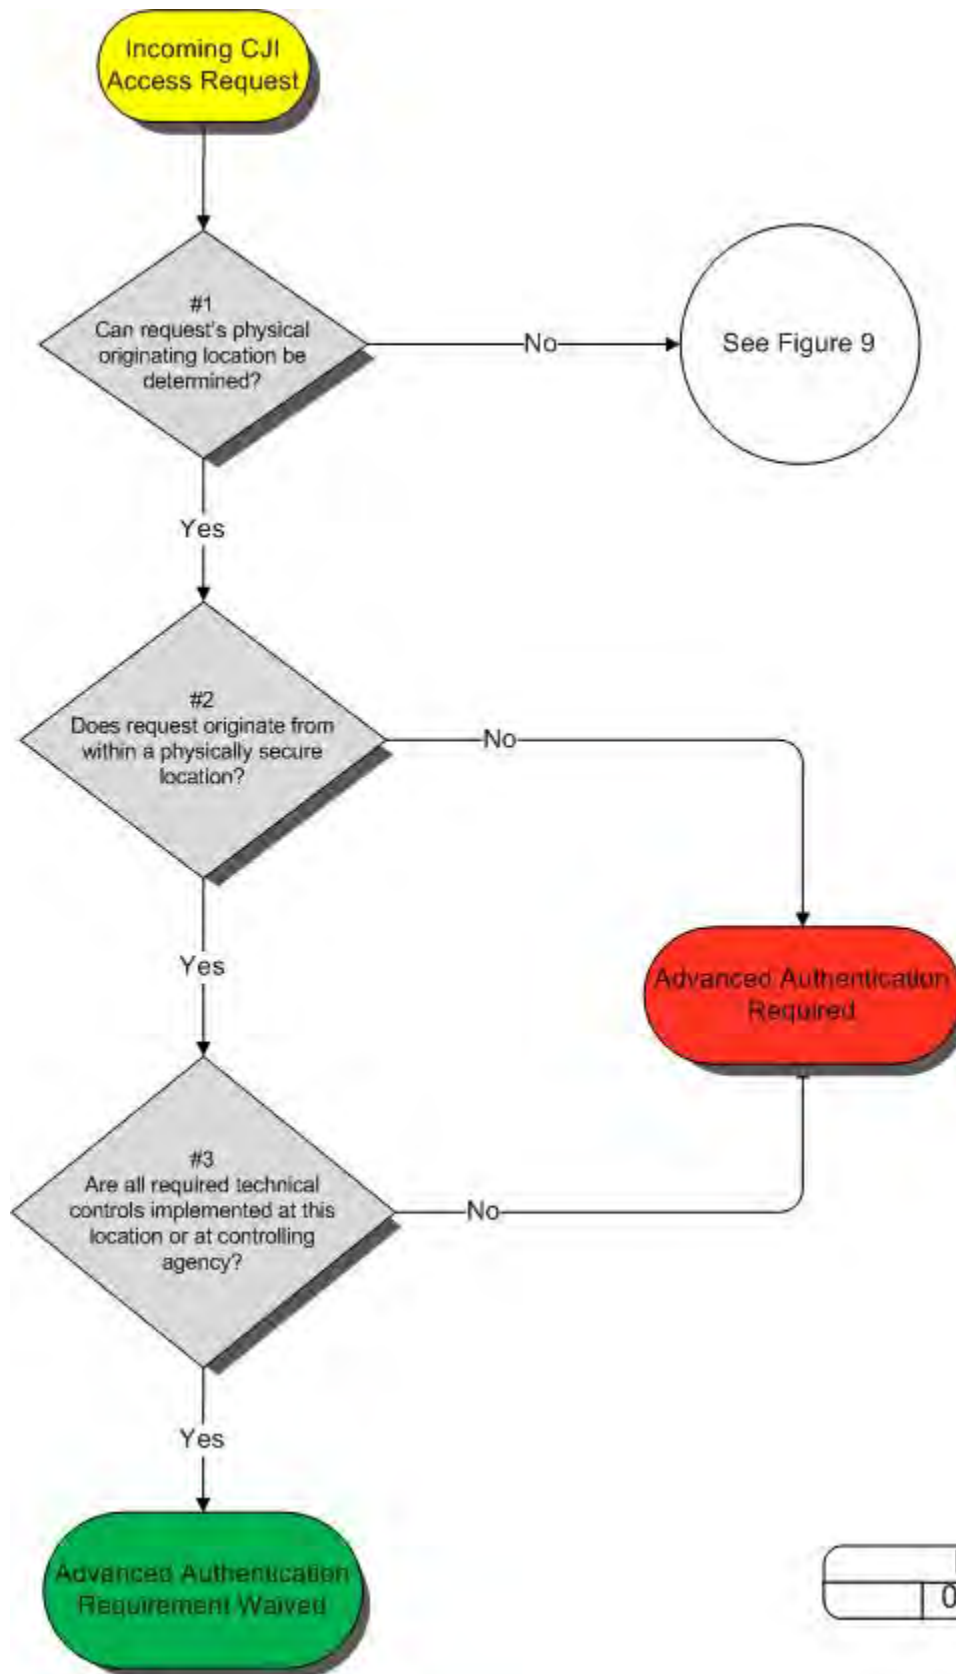 Incoming CJI
Access Request
#1
Can request's physical
originating location be
determined?
No
See Figure 9
Yes
#2
Does request originate from
within a physically secure
location?
No
Yes
Advanced Authentication
Required
#3
Are all required technical
controls implemented at this
location or at controlling
agency?
No
Yes
Advanced Authentication
Requirement Waived
0